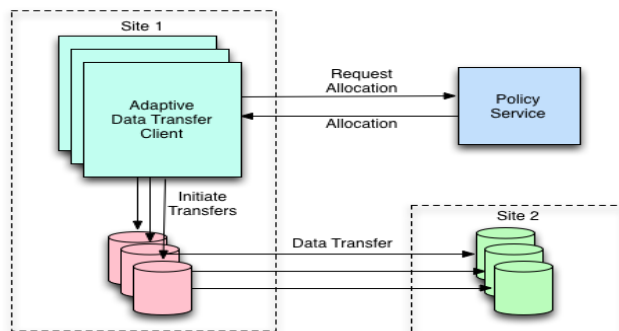 Site 1
Adaptive
Data Transfer
Client
Request
Allocation
Allocation
Policy
Service
Initiate
Transfers
Site 2
Data Transfer